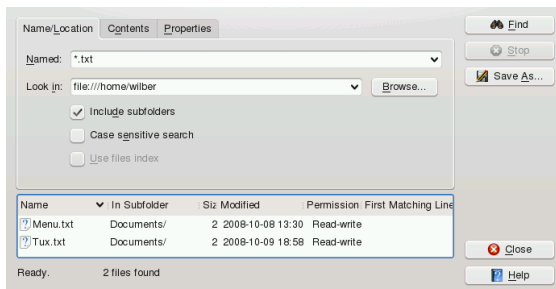 Name/Location Contents Properties
Named: *.txt
Look in: file:///home/wilber Browse...
Include subfolders
Case sensitive search
Use files index
Find
Stop
Save As...
Name In Subfolder Siz Modified Permission First Matching Line
Menu.txt Documents/ 2 2008-10-08 13:30 Read-write
Tux.txt Documents/ 2 2008-10-09 18:58 Read-write
Close
Ready. 2 files found
Help